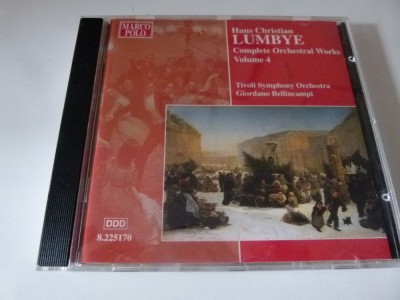 MARCO
POLO
Hans Christian
LUMBYE
Complete Orchestral Works
Volume 4
Tivoli Symphony Orchestra
Giordano Bellincampi
DDD
8.225170